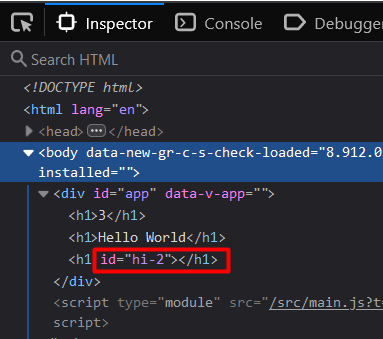 Inspector Console Debugger
Search HTML
<!DOCTYPE html>
<html lang="en">
<head> ••• </head>
<body data-new-gr-c-s-check-loaded="8.912.0
installed="">
<div id="app" data-v-app="">
<h1>3</h1>
<h1>Hello World</h1>
<h1 id="hi-2"></h1>
</div>
<script type="module" src="/src/main.js?t=
script>